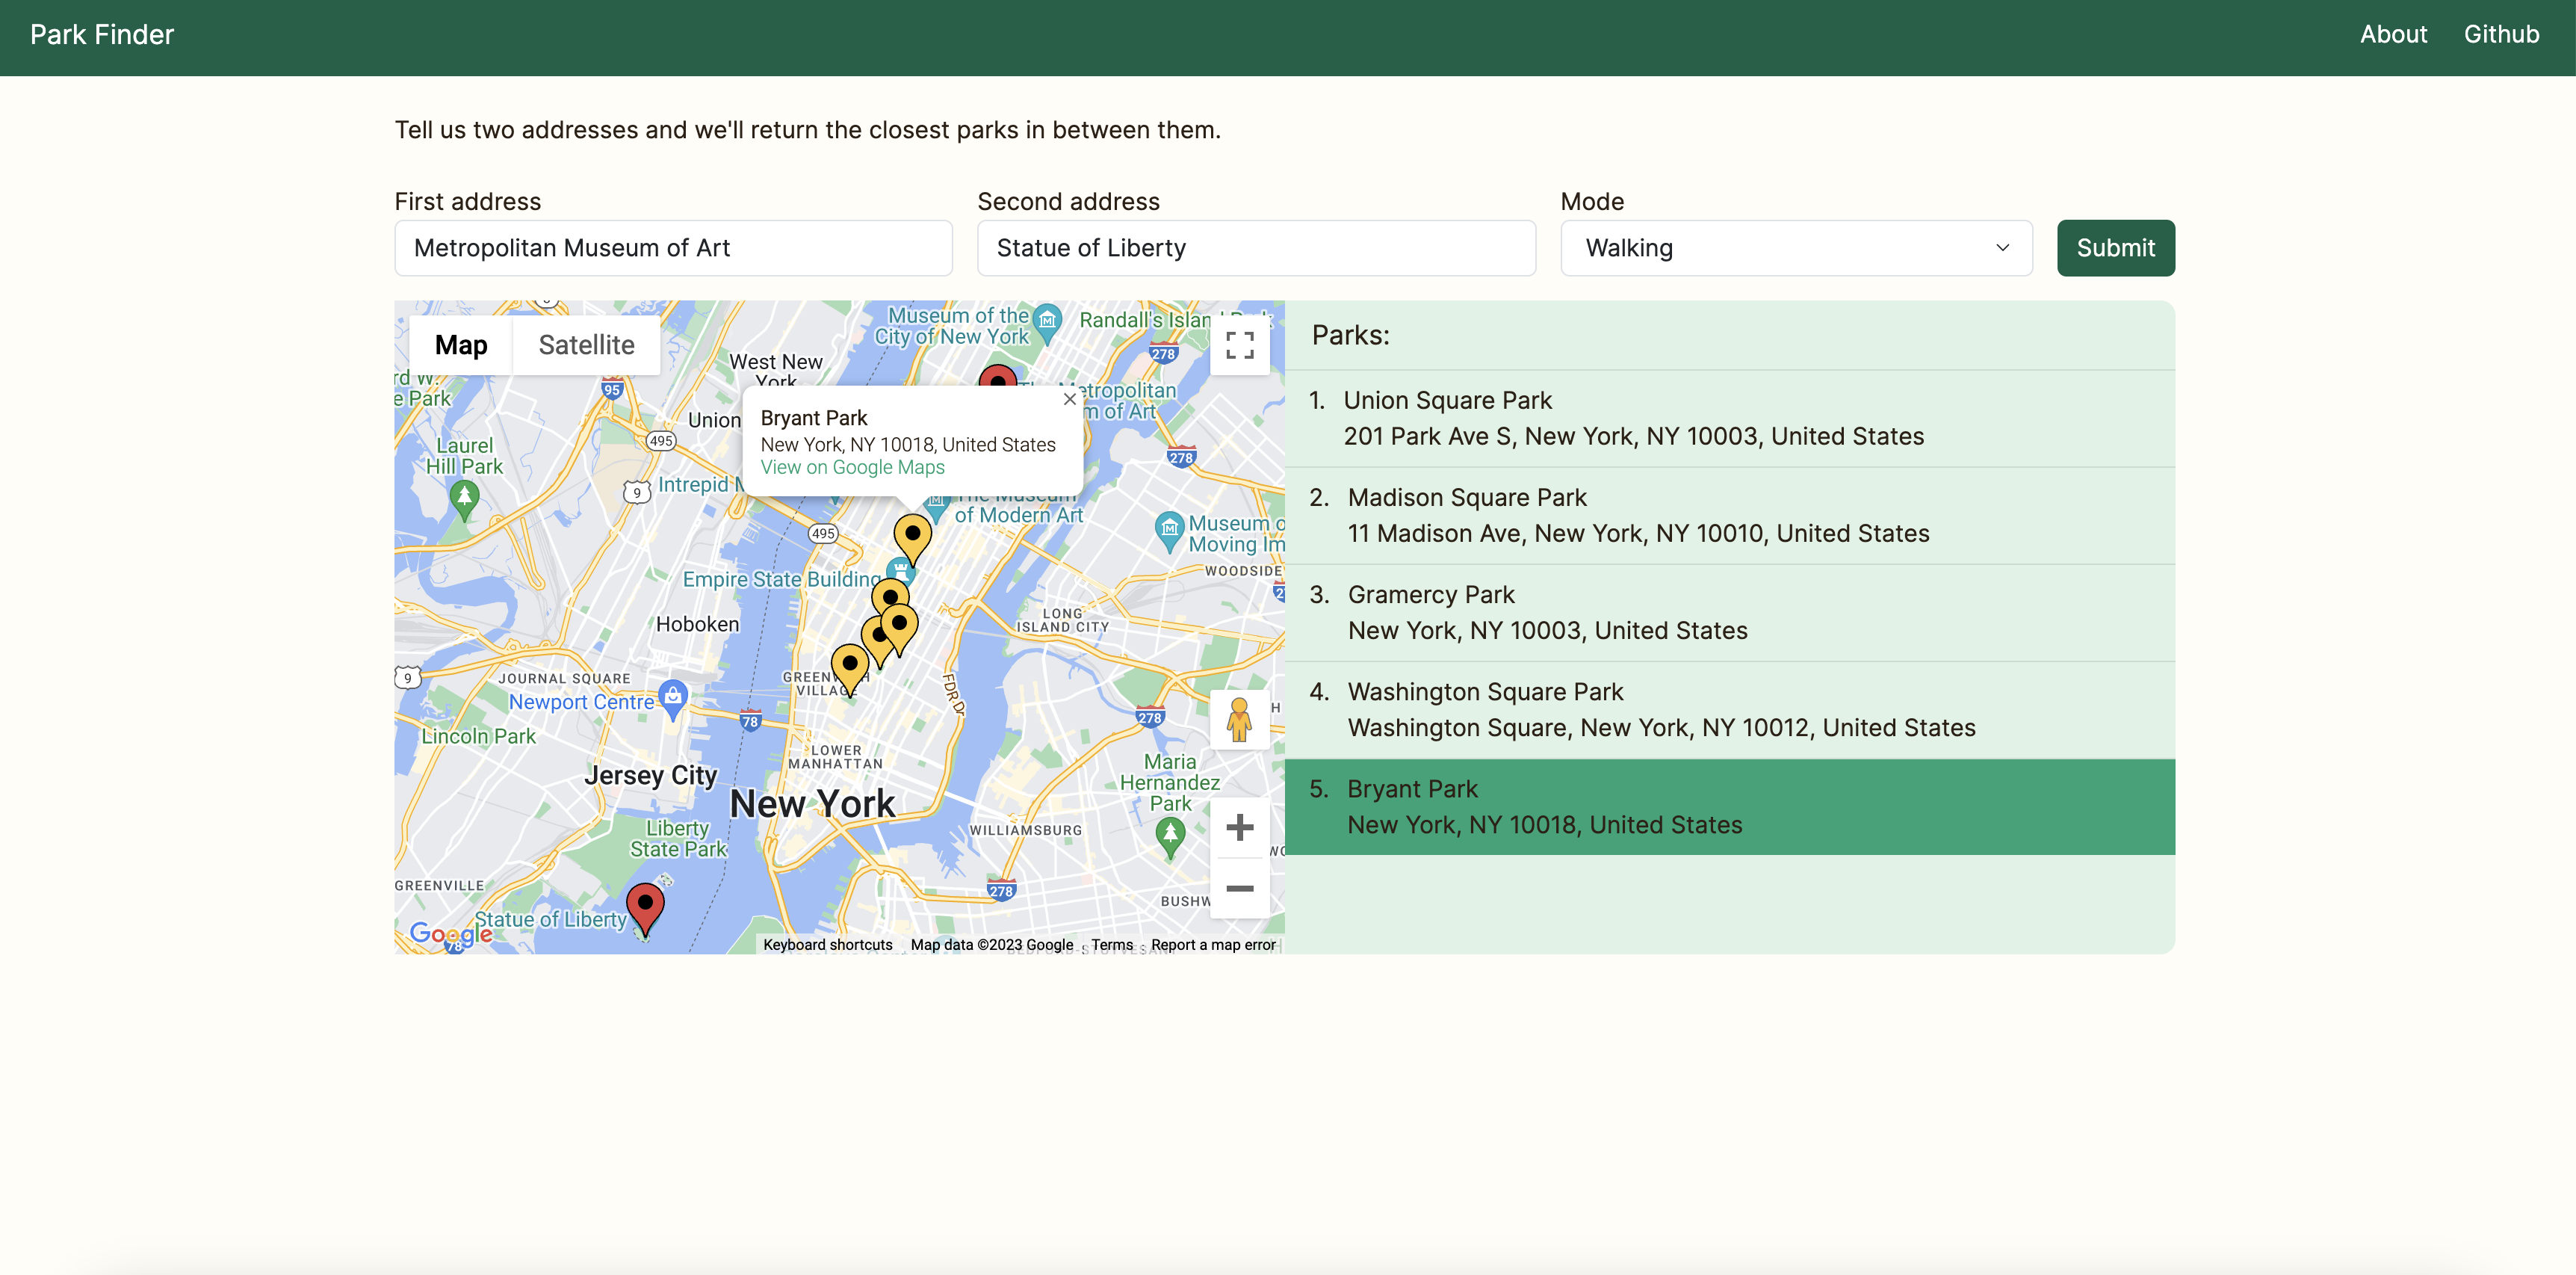 Park Finder
About
Github
Tell us two addresses and we'll return the closest parks in between them.
First address
Second address
Mode
Metropolitan Museum of Art
Statue of Liberty
Walking
Submit
Map
Satellite
Museum of the
City of New York
Randall's Island
278
West New
York
95
Laurel
Hill Park
Union
495
9
Bryant Park
New York, NY 10018, United States
View on Google Maps
278
Intrepid
of Modern Art
495
Museum
Moving
Empire State Building
WOODSIDE
Hoboken
LONG
ISLAND CITY
9
JOURNAL SQUARE
Newport Centre
78
VILLAGE
FDR Dr
278
Lincoln Park
LOWER
MANHATTAN
Jersey City
New York
Maria
Hernandez
Park
Liberty
State Park
WILLIAMSBURG
GREENVILLE
278
Statue of Liberty
Google
78
Keyboard shortcuts
Map data ©2023 Google
Terms
Report a map error
Parks:
1. Union Square Park
201 Park Ave S, New York, NY 10003, United States
2. Madison Square Park
11 Madison Ave, New York, NY 10010, United States
3. Gramercy Park
New York, NY 10003, United States
4. Washington Square Park
Washington Square, New York, NY 10012, United States
5. Bryant Park
New York, NY 10018, United States